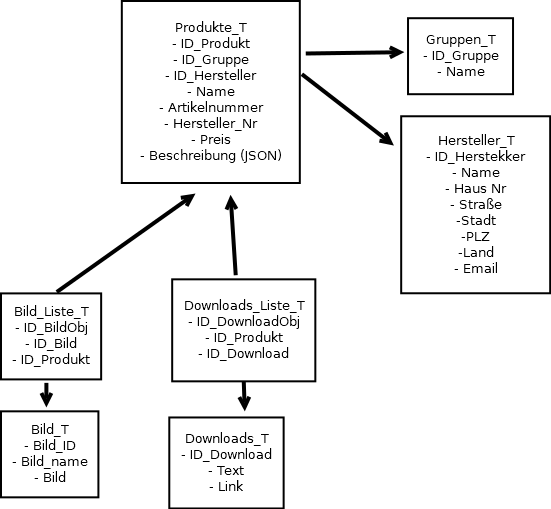 Produkte_T
- ID_Produkt
- ID_Gruppe
- ID_Hersteller
- Name
- Artikelnummer
- Hersteller_Nr
- Preis
- Beschreibung (JSON)
Gruppen_T
- ID_Gruppe
- Name
Hersteller_T
- ID_Herstekker
- Name
- Haus Nr
- Straße
-Stadt
-PLZ
-Land
- Email
Bild_Liste_T
- ID_BildObj
- ID_Bild
- ID_Produkt
Downloads_Liste_T
- ID_DownloadObj
- ID_Produkt
- ID_Download
Bild_T
- Bild_ID
- Bild_name
- Bild
Downloads_T
- ID_Download
- Text
- Link